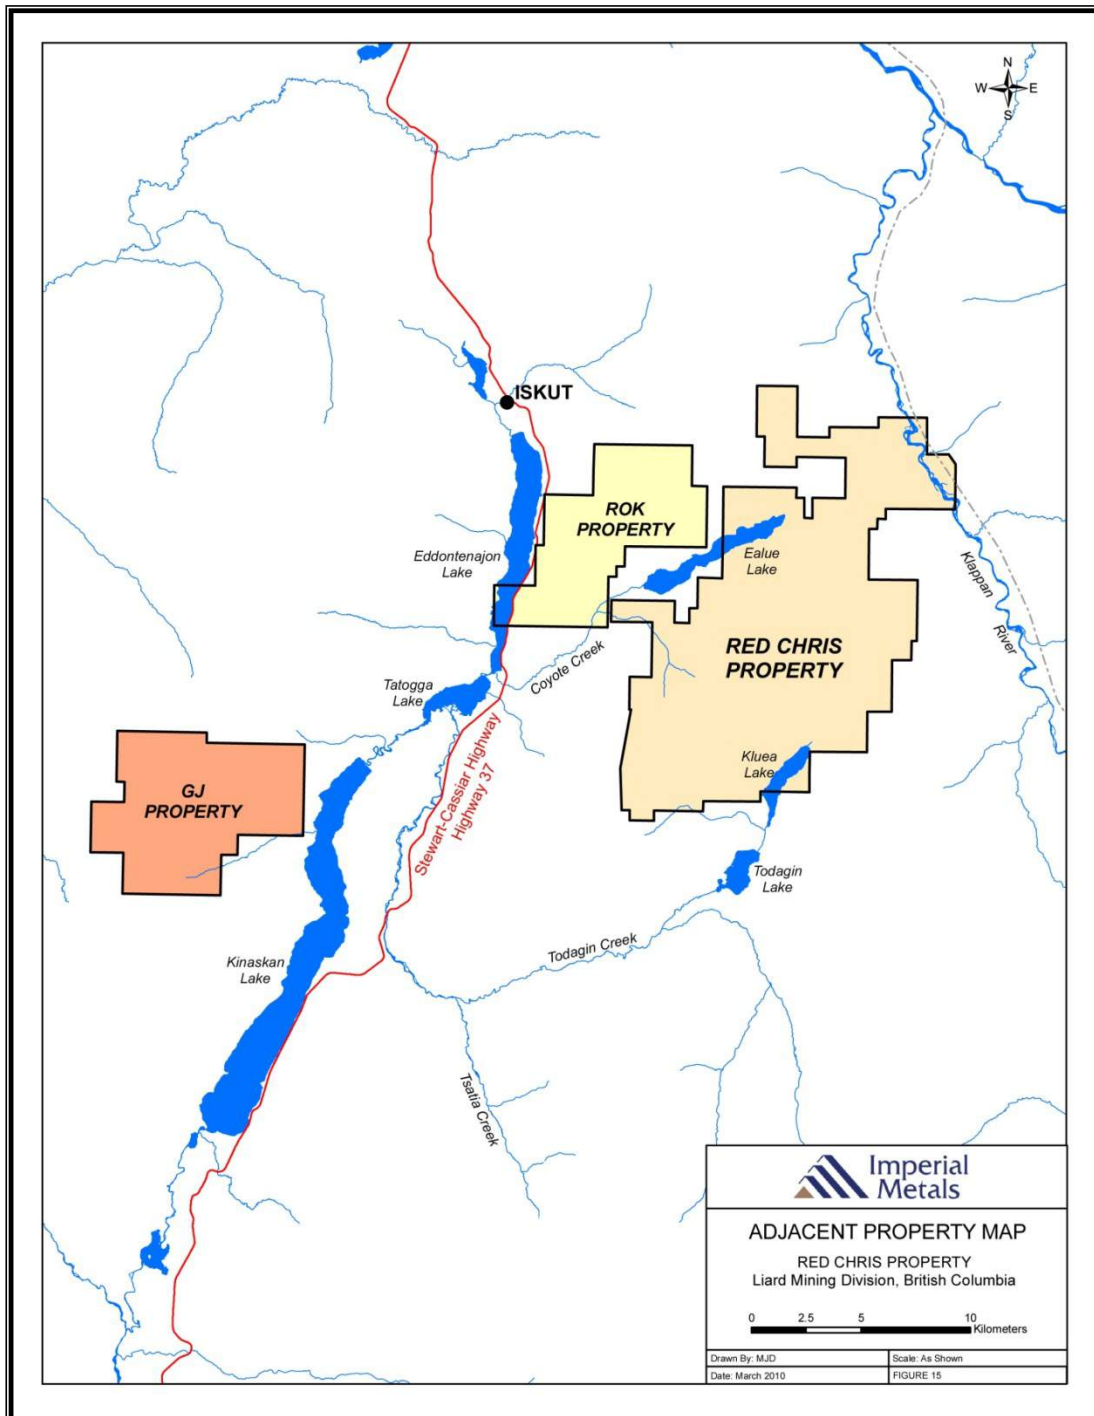 N
W E
S
ISKUT
ROK
PROPERTY
Eddontenajon
Lake
Ealue
Lake
Klappan
River
RED CHRIS
PROPERTY
Coyote Creek
Tatogga
Lake
Stewart-Cassiar Highway
Highway 37
Kluea
Lake
GJ
PROPERTY
Todagin
Lake
Todagin Creek
Kinaskan
Lake
Tsatia Creek
Imperial
Metals
ADJACENT PROPERTY MAP
RED CHRIS PROPERTY
Liard Mining Division, British Columbia
0 2.5 5 10
Kilometers
Drawn By: MJD
Scale: As Shown
Date: March 2010
FIGURE 15